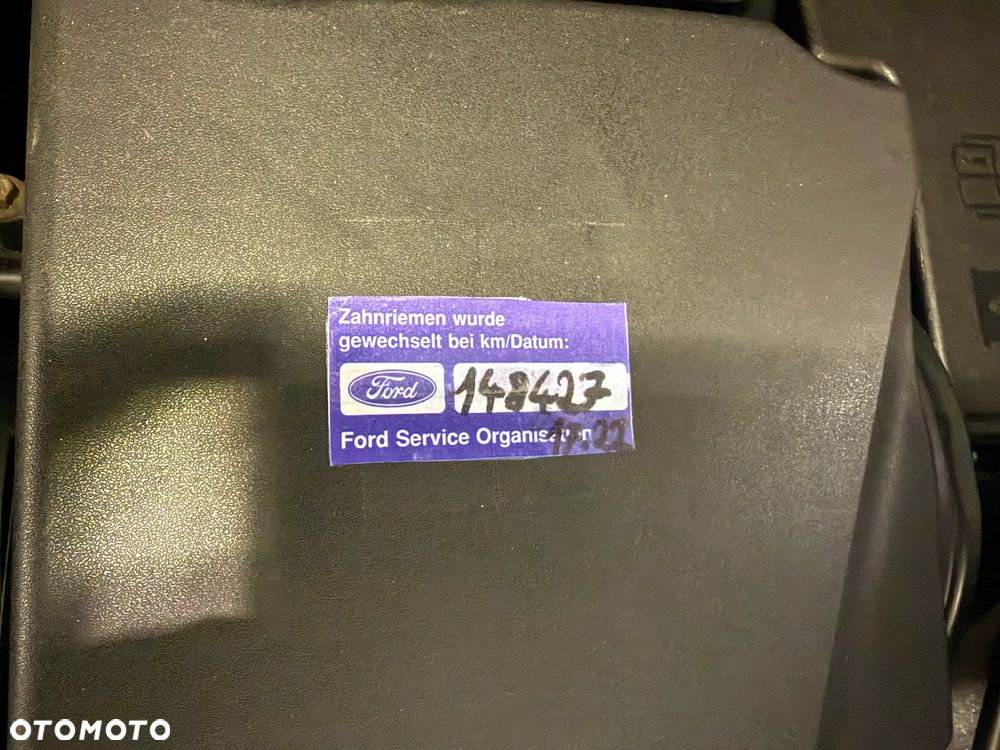 Zahnriemen wurde
gewechselt bei km/Datum:
Ford
148427
Ford Service Organisation
OTOMOTO